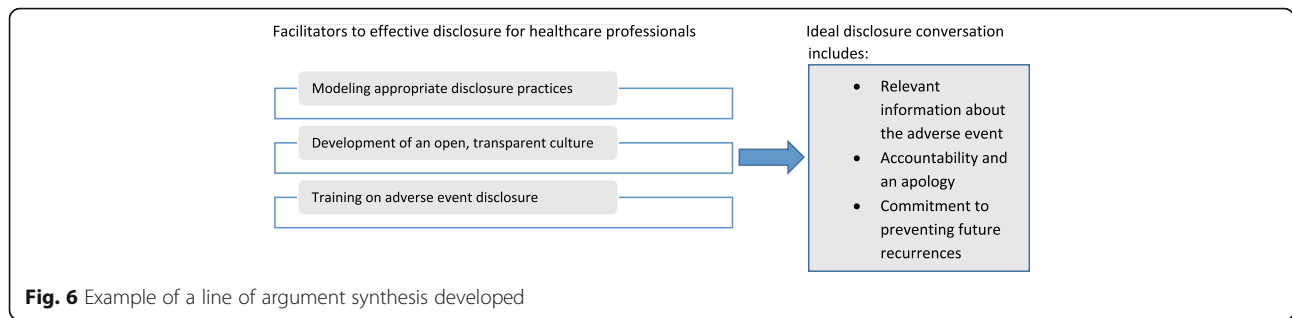 Facilitators to effective disclosure for healthcare professionals
Modeling appropriate disclosure practices
Development of an open, transparent culture
Training on adverse event disclosure
Ideal disclosure conversation
includes:
• Relevant
information about
the adverse event
• Accountability and
an apology
• Commitment to
preventing future
recurrences
Fig. 6 Example of a line of argument synthesis developed